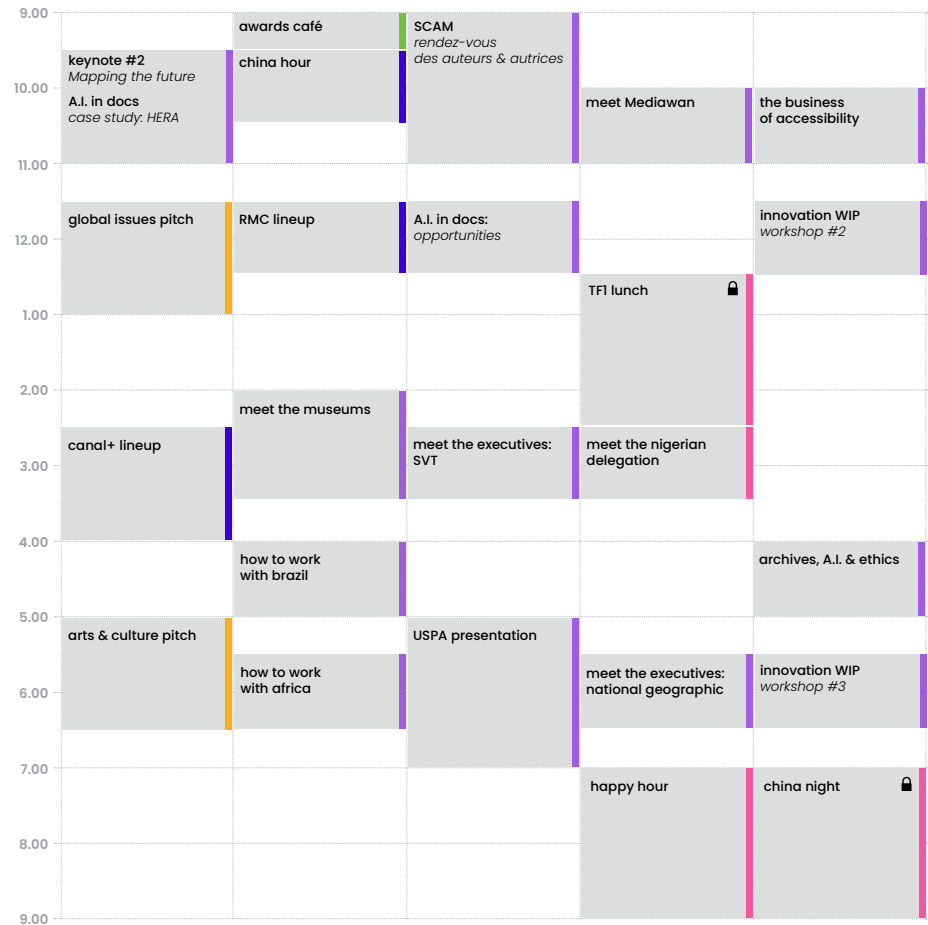 9.00
awards café
SCAM
rendez-vous
des auteurs & autrices
keynote #2
Mapping the future
A.I. in docs
case study: HERA
china hour
10.00
meet Mediawan
the business
of accessibility
11.00
global issues pitch
RMC lineup
A.I. in docs:
opportunities
innovation WIP
workshop #2
12.00
TF1 lunch
1.00
2.00
meet the museums
canal+ lineup
meet the executives:
SVT
meet the nigerian
delegation
3.00
4.00
how to work
with brazil
archives, A.I. & ethics
5.00
arts & culture pitch
USPA presentation
how to work
with africa
meet the executives:
national geographic
innovation WIP
workshop #3
6.00
7.00
happy hour
china night
8.00
9.00